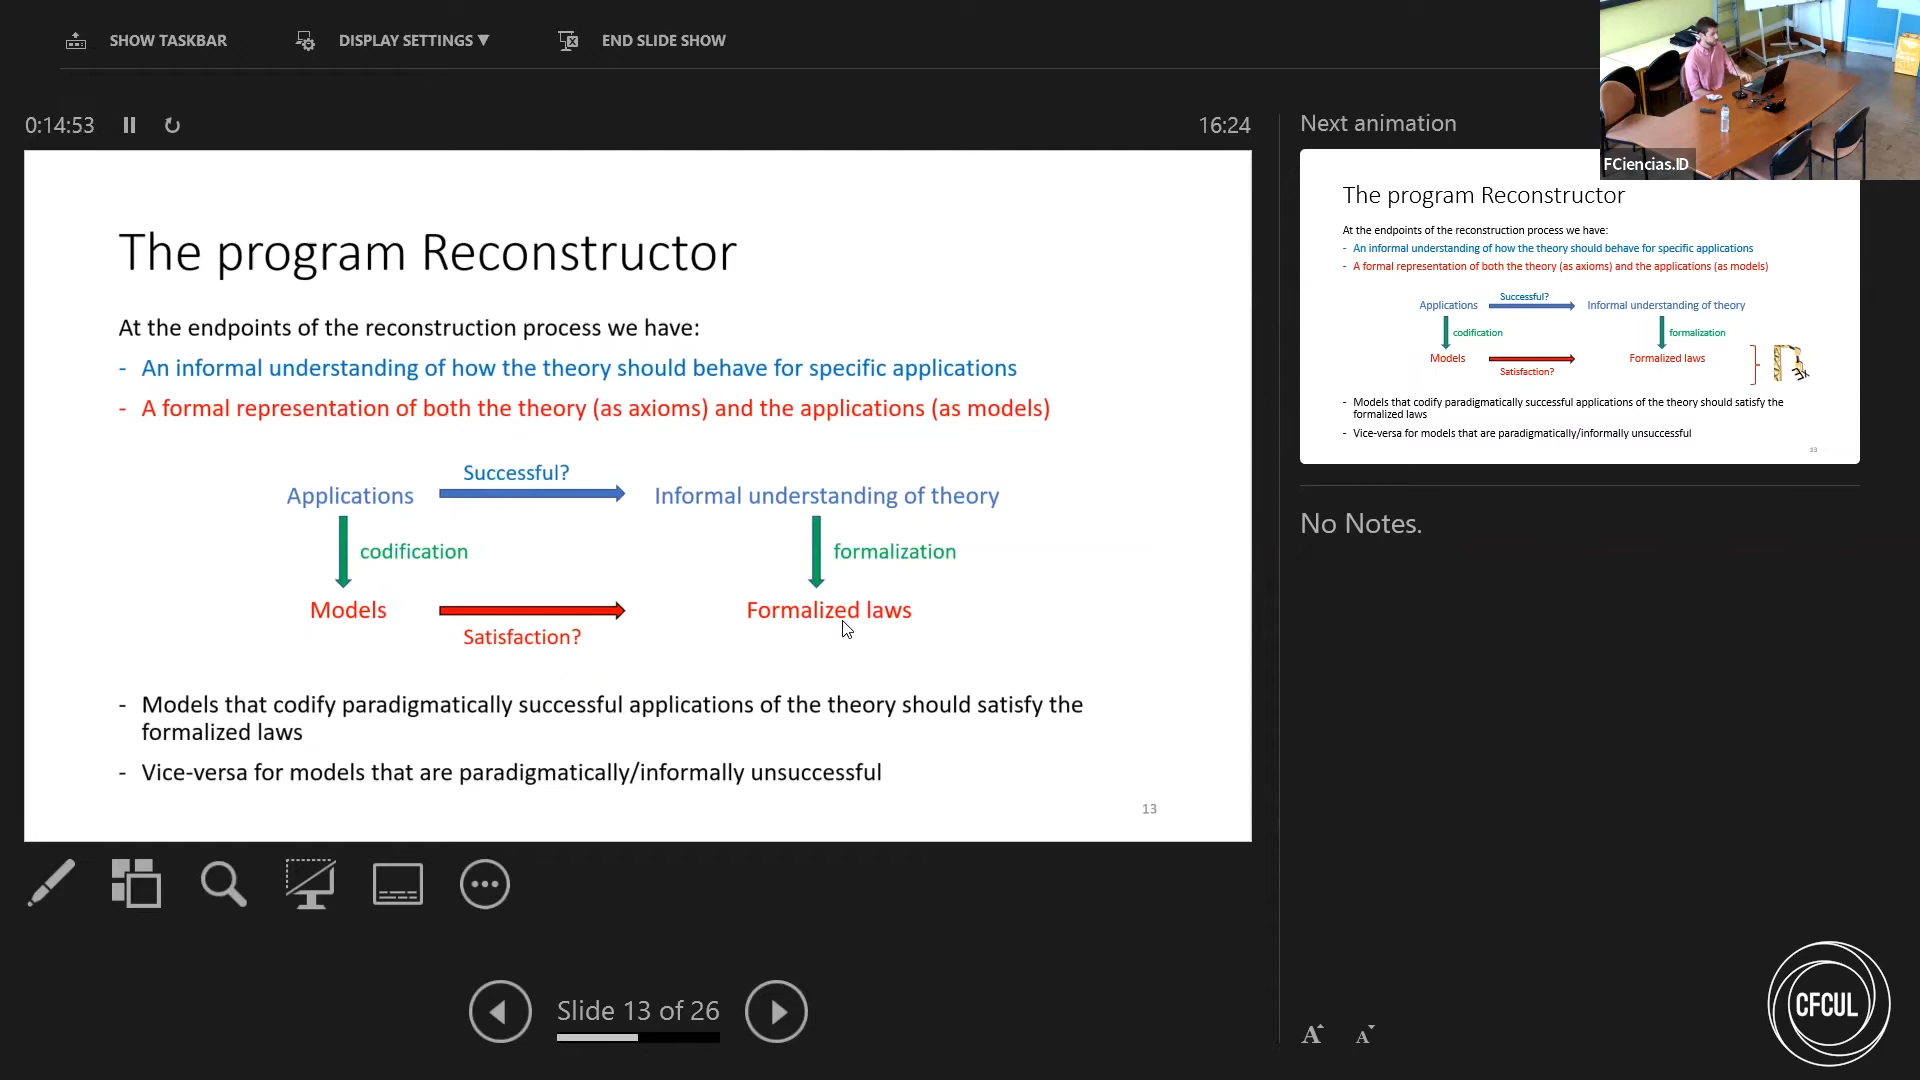 SHOW TASKBAR
DISPLAY SETTINGS ▼
END SLIDE SHOW
0:14:53
16:24
Next animation
FCiencias.ID
The program Reconstructor
At the endpoints of the reconstruction process we have:
- An informal understanding of how the theory should behave for specific applications
- A formal representation of both the theory (as axioms) and the applications (as models)
Successful?
Applications
Informal understanding of theory
codification
formalization
Models
Formalized laws
Satisfaction?
- Models that codify paradigmatically successful applications of the theory should satisfy the
formalized laws
- Vice-versa for models that are paradigmatically/informally unsuccessful
13
The program Reconstructor
At the endpoints of the reconstruction process we have:
- An informal understanding of how the theory should behave for specific applications
- A formal representation of both the theory (as axioms) and the applications (as models)
Successful?
Applications
Informal understanding of theory
codification
formalization
Models
Formalized laws
Satisfaction?
- Models that codify paradigmatically successful applications of the theory should satisfy the
formalized laws
- Vice-versa for models that are paradigmatically/informally unsuccessful
13
No Notes.
Slide 13 of 26
A A
CFCUL